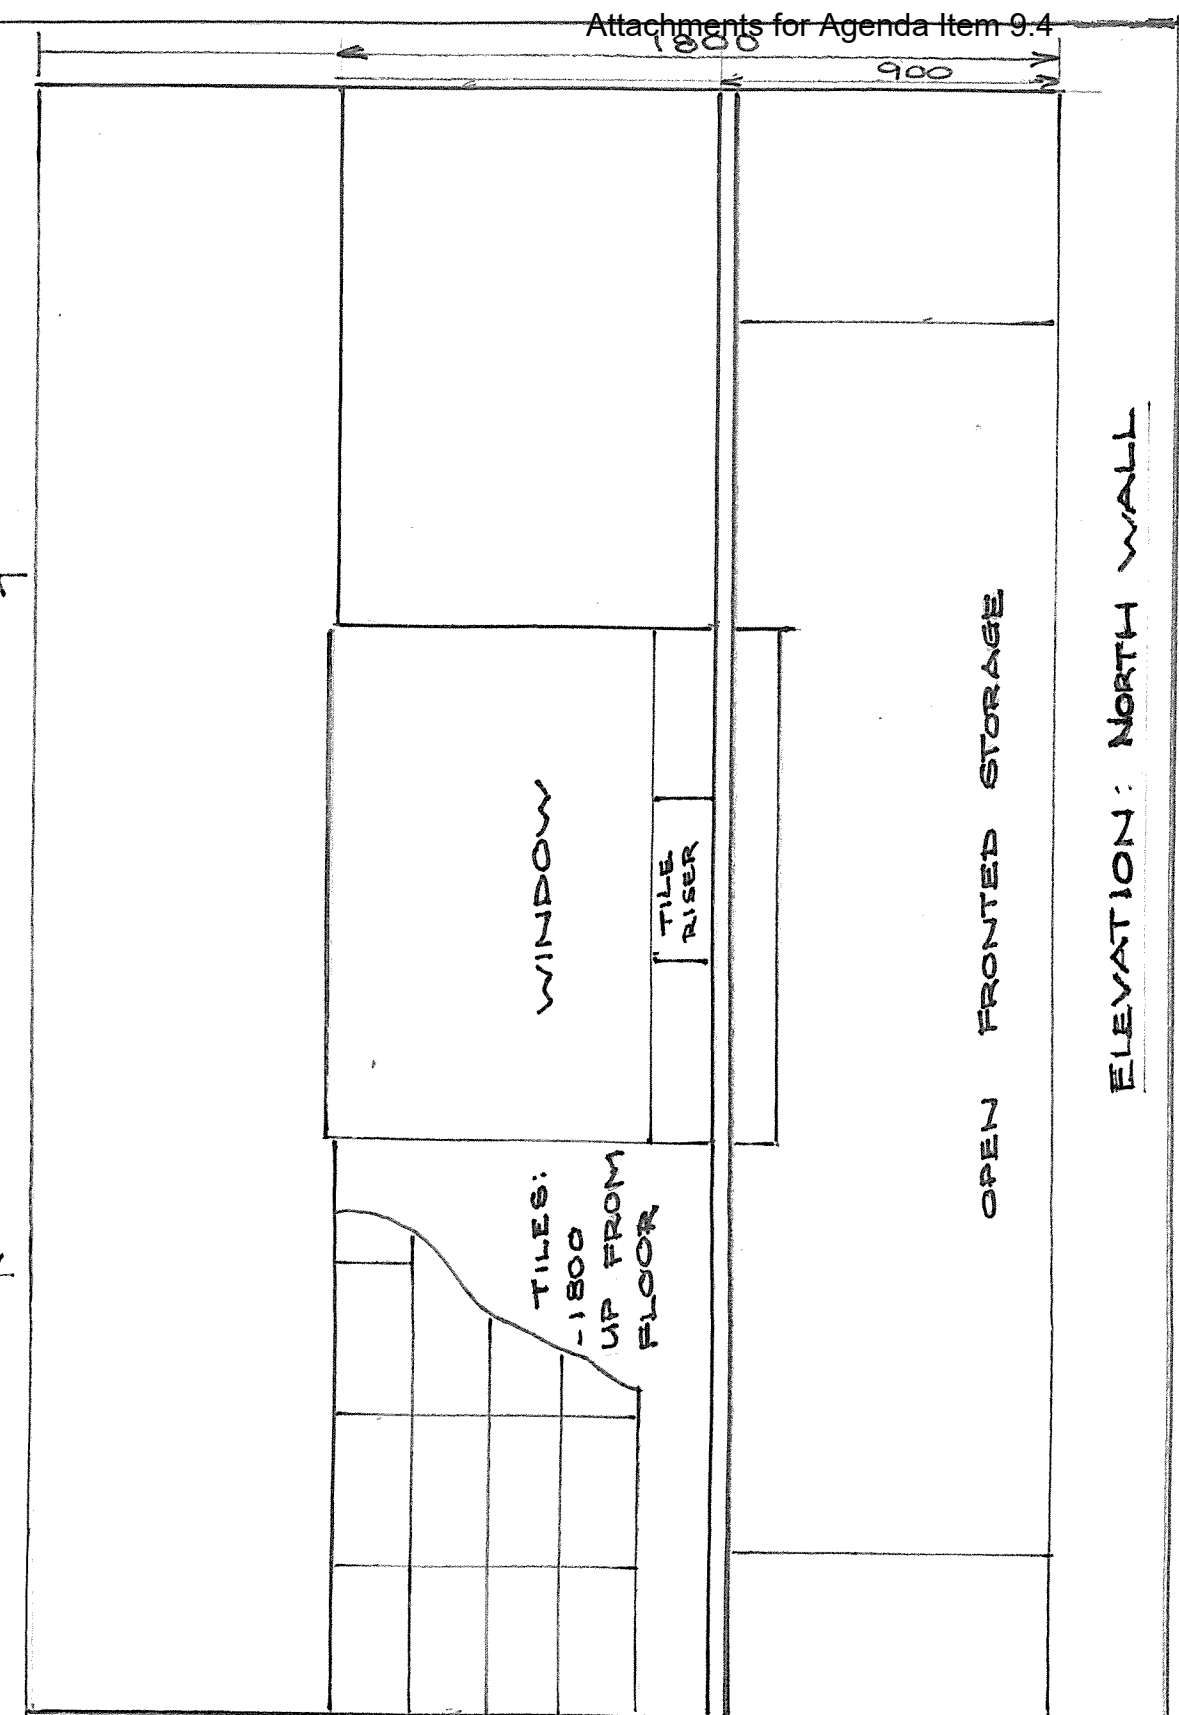 Attachments for Agenda Item 9.4
1800
900
WINDOW
TILE
RISER
TILES:
-1800
UP FROM
FLOOR
OPEN FRONTED STORAGE
ELEVATION: NORTH WALL